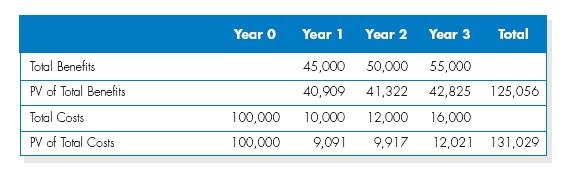 Year 0 Year 1 Year 2 Year 3 Total
Total Benefits 45,000 50,000 55,000
PV of Total Benefits 40,909 41,322 42,825 125,056
Total Costs 100,000 10,000 12,000 16,000
PV of Total Costs 100,000 9,091 9,917 12,021 131,029